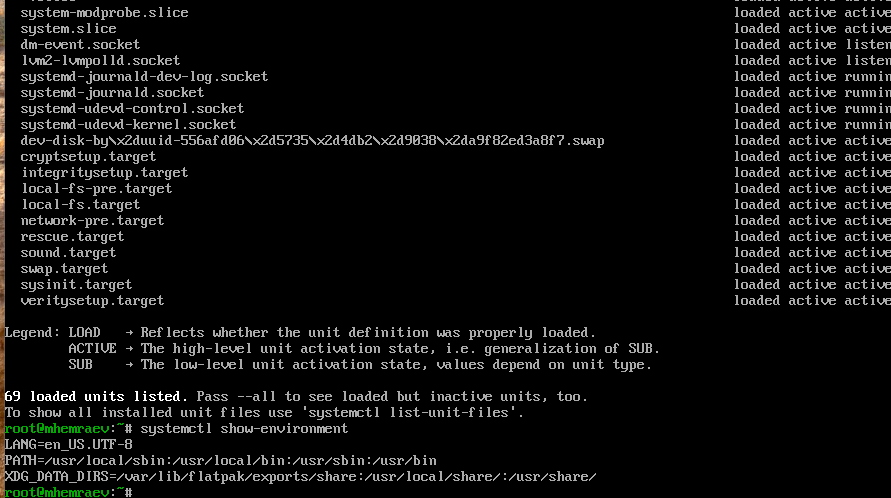 system-modprobe.slice loaded active active
system.slice loaded active active
dm-event.socket loaded active listen
lvm2-lvmpolld.socket loaded active listen
systemd-journald-dev-log.socket loaded active runnin
systemd-journald.socket loaded active runnin
systemd-udevd-control.socket loaded active runnin
systemd-udevd-kernel.socket loaded active runnin
dev-disk-by\x2duuid-556afd06\x2d5735\x2d4db2\x2d9038\x2da9f82ed3a8f7.swap loaded active active
cryptsetup.target loaded active active
integritysetup.target loaded active active
local-fs-pre.target loaded active active
local-fs.target loaded active active
network-pre.target loaded active active
rescue.target loaded active active
sound.target loaded active active
swap.target loaded active active
sysinit.target loaded active active
veritysetup.target loaded active active
Legend: LOAD → Reflects whether the unit definition was properly loaded.
ACTIVE → The high-level unit activation state, i.e. generalization of SUB.
SUB → The low-level unit activation state, values depend on unit type.
69 loaded units listed. Pass --all to see loaded but inactive units, too.
To show all installed unit files use 'systemctl list-unit-files'.
root@mhemraev:~# systemctl show-environment
LANG=en_US.UTF-8
PATH=/usr/local/sbin:/usr/local/bin:/usr/sbin:/usr/bin
XDG_DATA_DIRS=/var/lib/flatpak/exports/share:/usr/local/share/:/usr/share/
root@mhemraev:~#